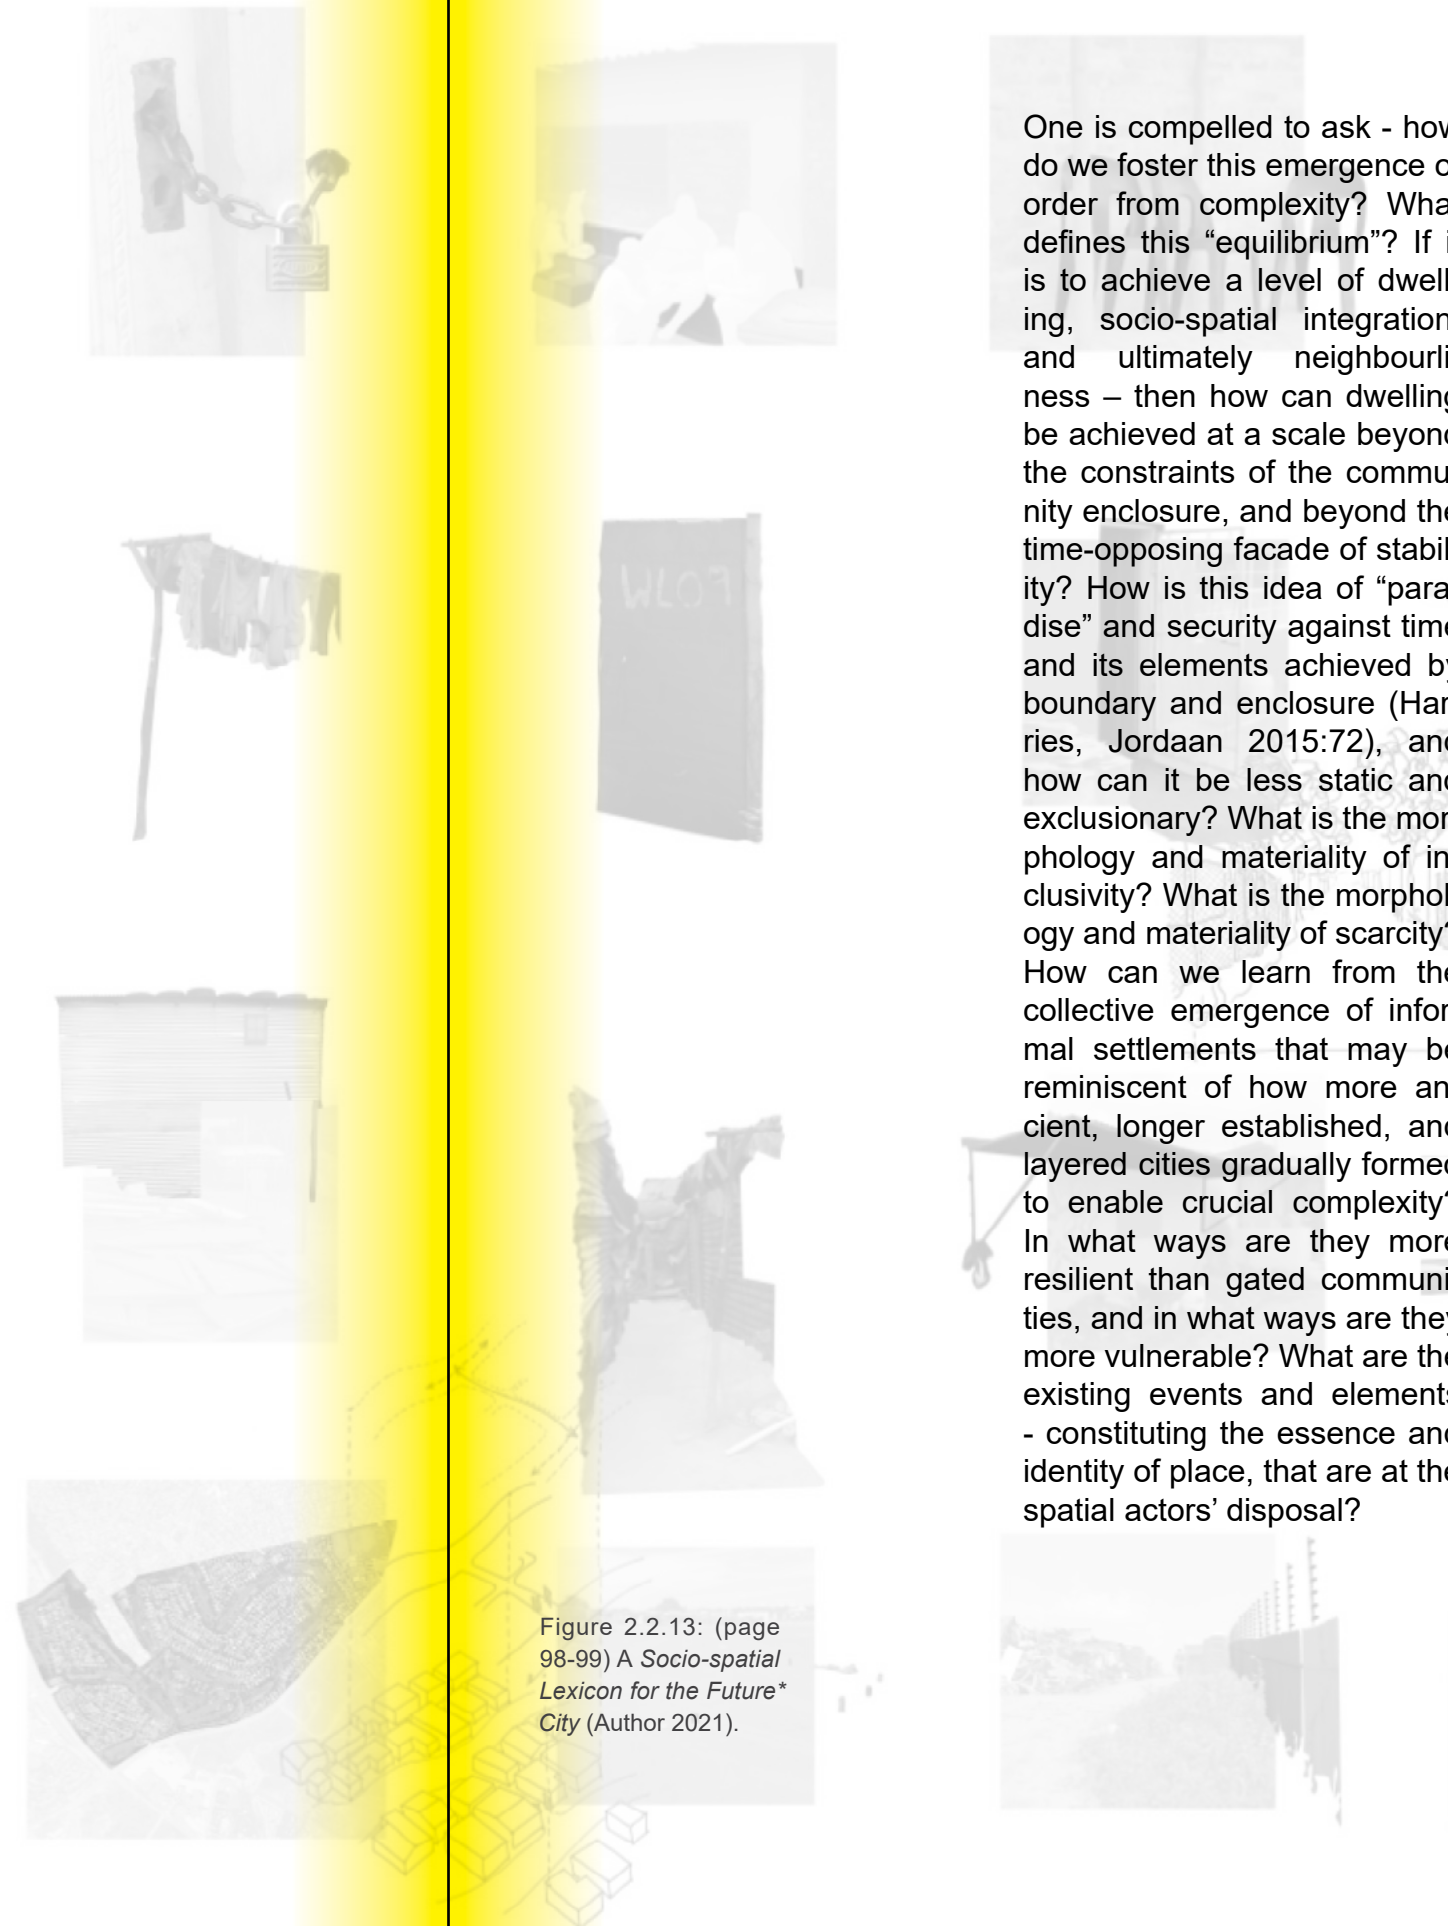 One is compelled to ask - how
do we foster this emergence o
order from complexity? Wha
defines this “equilibrium”? If i
is to achieve a level of dwell
ing, socio-spatial integration
and ultimately neighbourli
ness – then how can dwelling
be achieved at a scale beyond
the constraints of the commu
nity enclosure, and beyond the
time-opposing facade of stabil
ity? How is this idea of “para
dise” and security against time
and its elements achieved by
boundary and enclosure (Har
ries, Jordaan 2015:72), and
how can it be less static and
exclusionary? What is the mor
phology and materiality of in
clusivity? What is the morphol
ogy and materiality of scarcity?
How can we learn from the
collective emergence of infor
mal settlements that may be
reminiscent of how more an
cient, longer established, and
layered cities gradually formed
to enable crucial complexity?
In what ways are they more
resilient than gated communi
ties, and in what ways are they
more vulnerable? What are the
existing events and elements
- constituting the essence and
identity of place, that are at the
spatial actors’ disposal?
Figure 2.2.13: (page
98-99) A Socio-spatial
Lexicon for the Future*
City (Author 2021).